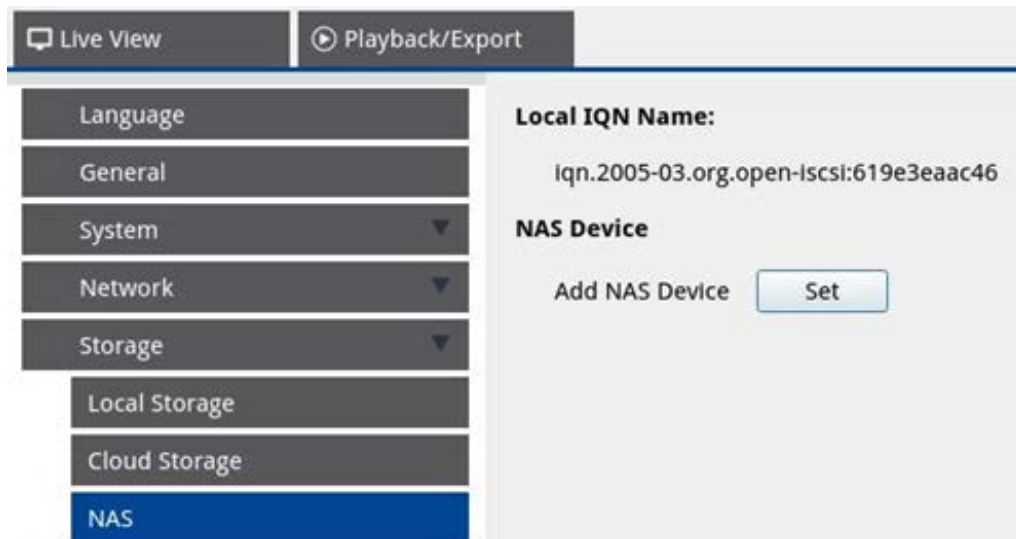 Live View
Playback/Export
Language
General
System
Network
Storage
Local Storage
Cloud Storage
NAS
Local IQN Name:
iqn.2005-03.org.open-iscsi:619e3eaac46
NAS Device
Add NAS Device Set